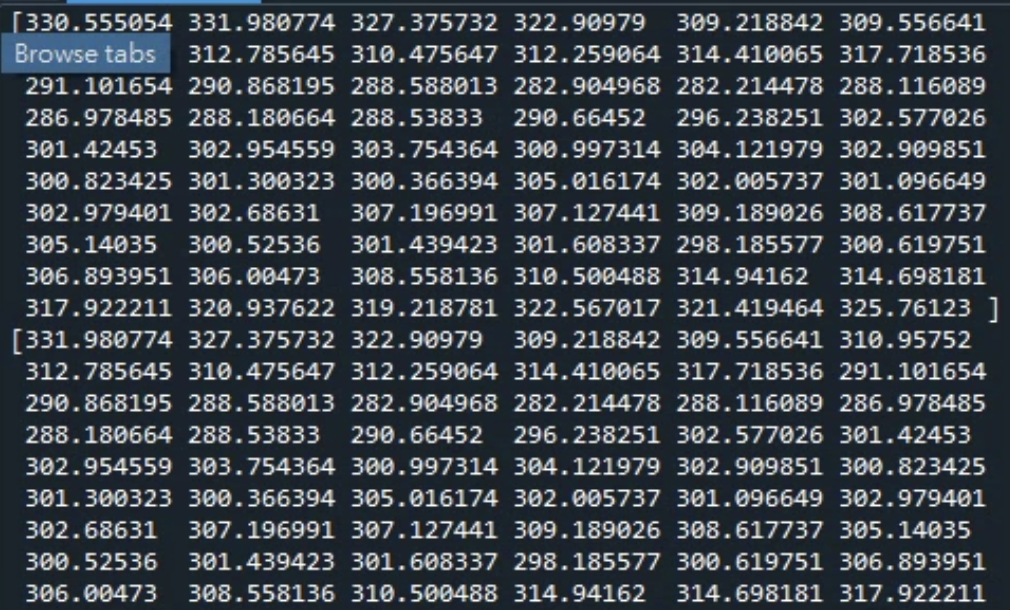 [330.555054 331.980774 327.375732 322.90979 309.218842 309.556641
Browse tabs 312.785645 310.475647 312.259064 314.410065 317.718536
291.101654 290.868195 288.588013 282.904968 282.214478 288.116089
286.978485 288.180664 288.53833 290.66452 296.238251 302.577026
301.42453 302.954559 303.754364 300.997314 304.121979 302.909851
300.823425 301.300323 300.366394 305.016174 302.005737 301.096649
302.979401 302.68631 307.196991 307.127441 309.189026 308.617737
305.14035 300.52536 301.439423 301.608337 298.185577 300.619751
306.893951 306.00473 308.558136 310.500488 314.94162 314.698181
317.922211 320.937622 319.218781 322.567017 321.419464 325.76123 ]
[331.980774 327.375732 322.90979 309.218842 309.556641 310.95752
312.785645 310.475647 312.259064 314.410065 317.718536 291.101654
290.868195 288.588013 282.904968 282.214478 288.116089 286.978485
288.180664 288.53833 290.66452 296.238251 302.577026 301.42453
302.954559 303.754364 300.997314 304.121979 302.909851 300.823425
301.300323 300.366394 305.016174 302.005737 301.096649 302.979401
302.68631 307.196991 307.127441 309.189026 308.617737 305.14035
300.52536 301.439423 301.608337 298.185577 300.619751 306.893951
306.00473 308.558136 310.500488 314.94162 314.698181 317.922211